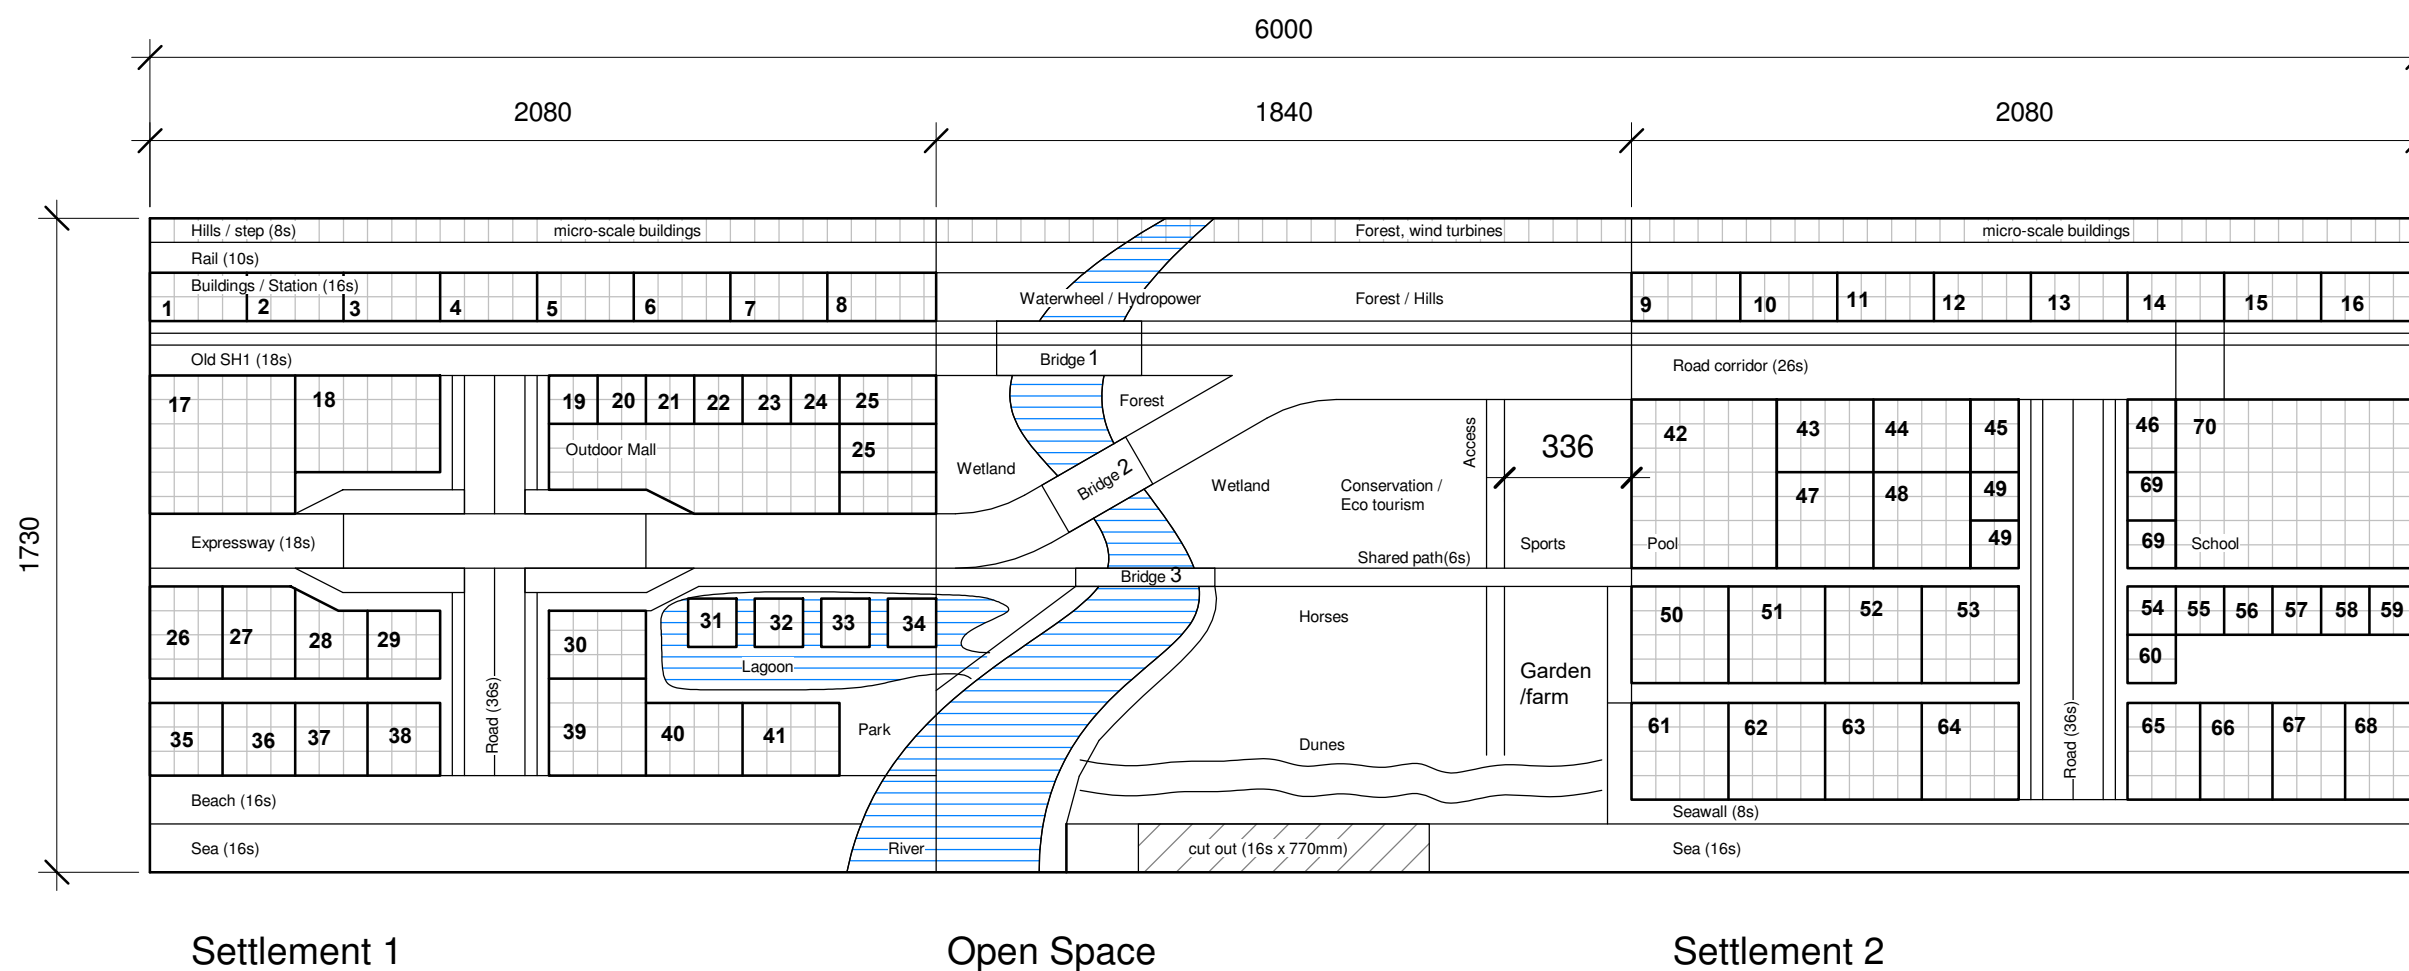 6000
2080 1840 2080
1730
Hills / step (8s) micro-scale buildings Forest, wind turbines micro-scale buildings
Rail (10s)
Buildings / Station (16s)
Waterwheel / Hydropower Forest / Hills
1 2 3 4 5 6 7 8 9 10 11 12 13 14 15 16
Old SH1 (18s) Bridge 1 Road corridor (26s)
17 18 19 20 21 22 23 24 25 Forest
Outdoor Mall 25 Wetland Bridge 2 Wetland
Conservation /
Eco tourism
Access
336
42 43 44 45 46 70
47 48 49 69
Expressway (18s) Shared path(6s) Sports Pool 49 69 School
Bridge 3
26 27 28 29 30 31 32 33 34
Lagoon
Horses
Garden
/farm
50 51 52 53 54 55 56 57 58 59
60
Road (36s)
Road (36s)
35 36 37 38 39 40 41 Park
Dunes
61 62 63 64 65 66 67 68
Beach (16s) Seawall (8s)
Sea (16s) River cut out (16s x 770mm) Sea (16s)
Settlement 1 Open Space Settlement 2